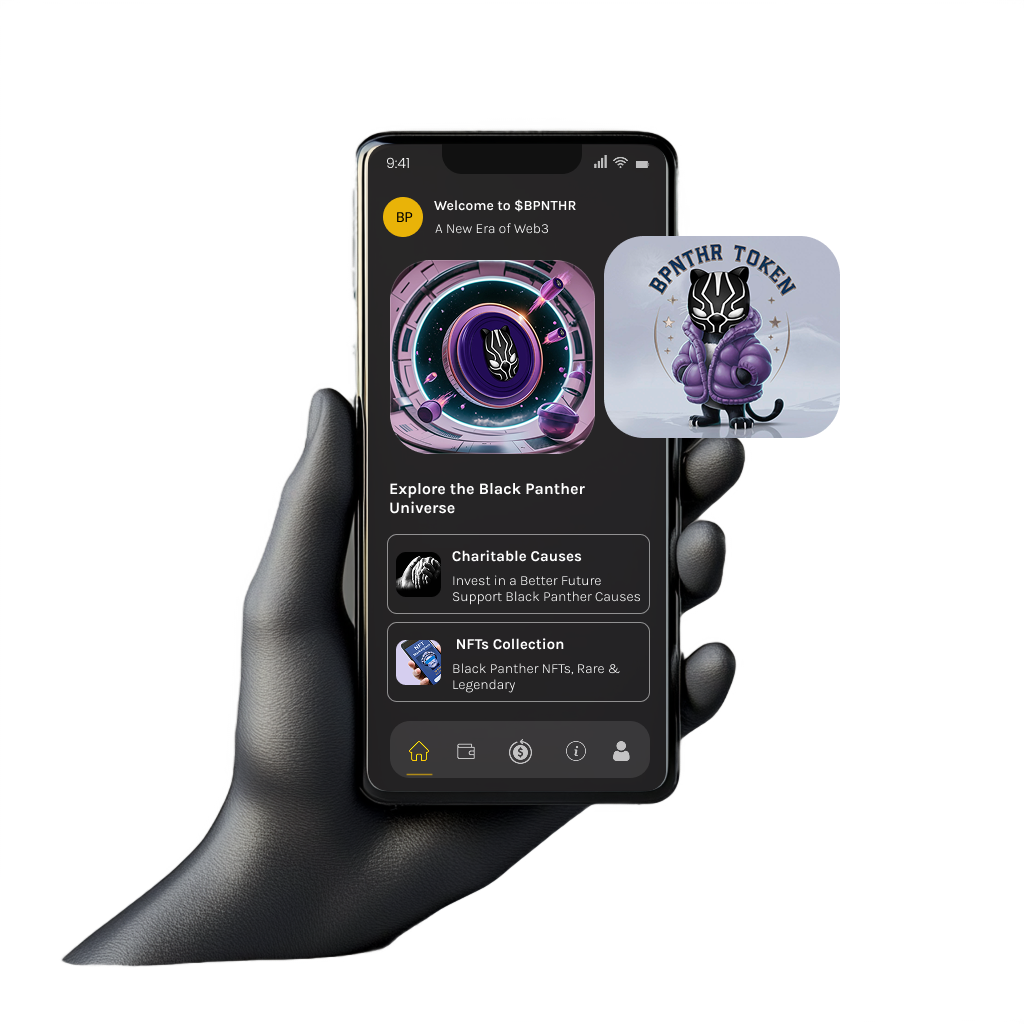 9:41
BP
Welcome to $BPNTHR
A New Era of Web3
BPNTHR TOKEN
Explore the Black Panther
Universe
Charitable Causes
Invest in a Better Future
Support Black Panther Causes
NFTs Collection
Black Panther NFTs, Rare &
Legendary
NFT